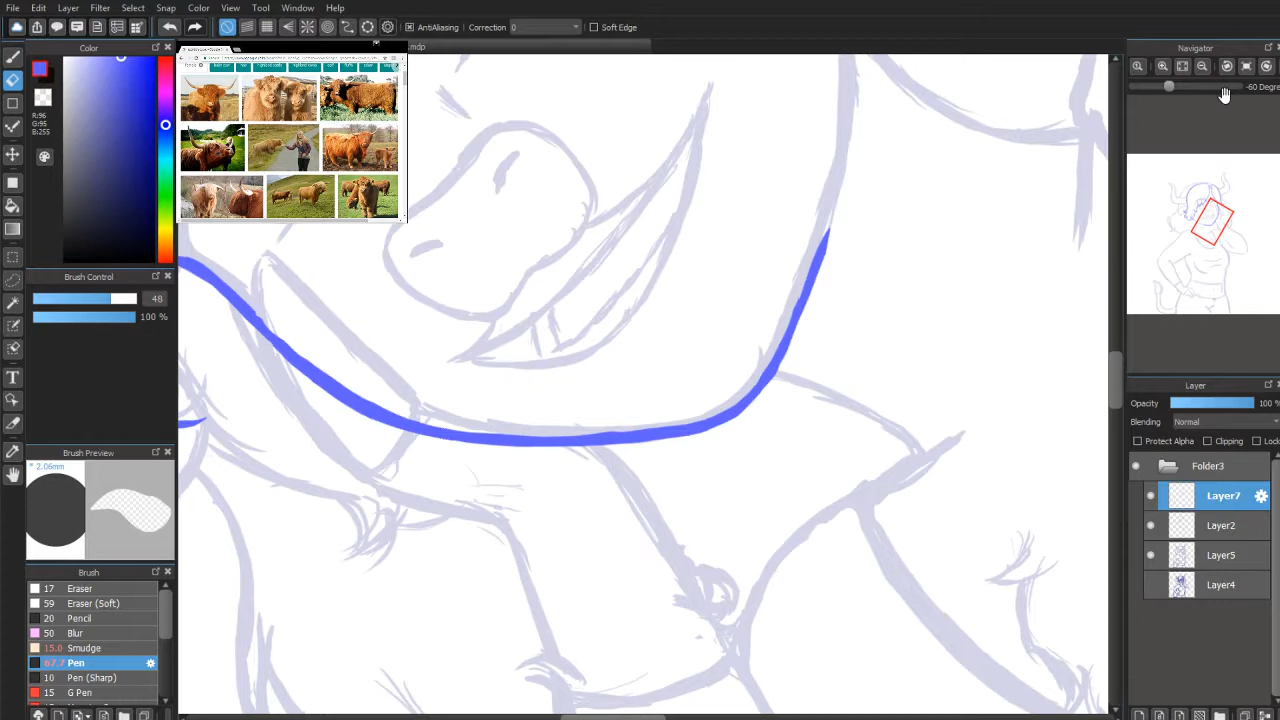 File Edit Layer Filter Select Snap Color View Tool Window Help
AntiAliasing Correction 0 Soft Edge
.mdp
Color
R:96
G:95
B:255
Brush Control
48
100 %
Brush Preview
* 2.06mm
Brush
17 Eraser
59 Eraser (Soft)
20 Pencil
50 Blur
15.0 Smudge
67.7 Pen
10 Pen (Sharp)
15 G Pen
Navigator
-60 Degree
Layer
Opacity 100 %
Blending Normal
Protect Alpha Clipping Lock
Folder3
Layer7
Layer2
Layer5
Layer4